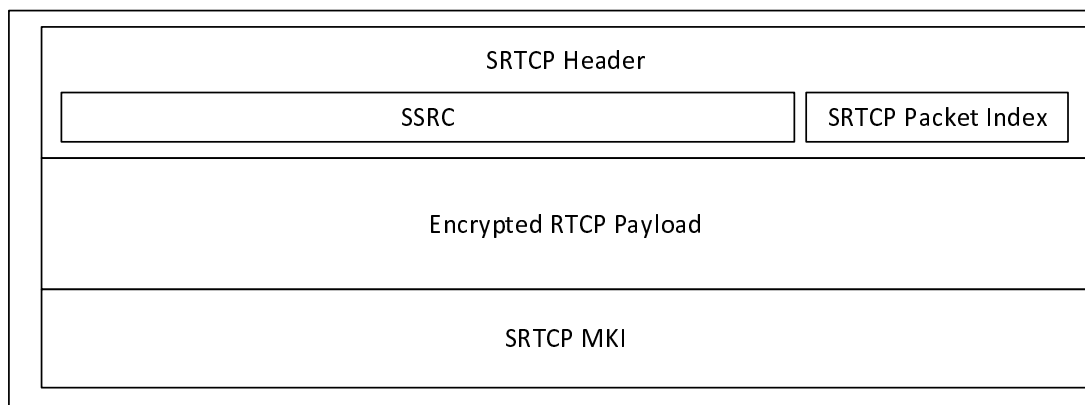 SRTCP Header
SSRC
SRTCP Packet Index
Encrypted RTCP Payload
SRTCP MKI